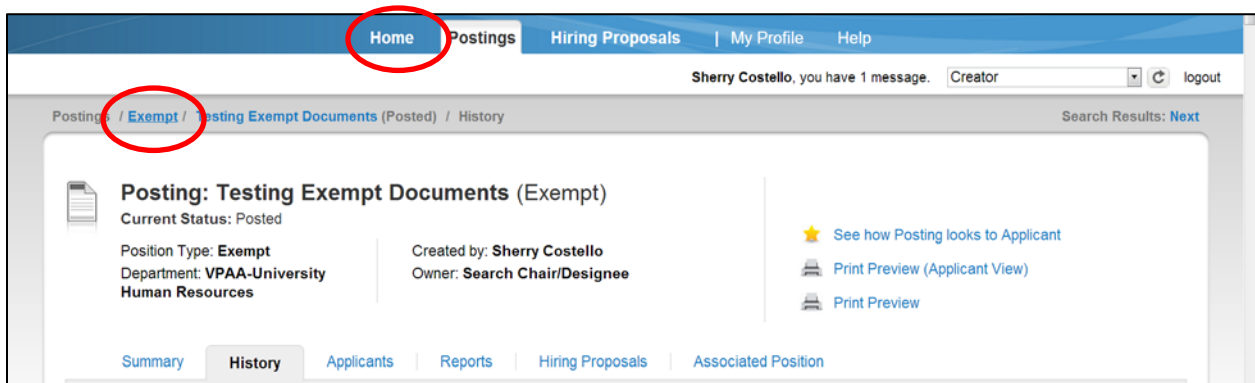 Home Postings Hiring Proposals | My Profile Help
Sherry Costello, you have 1 message. Creator logout
Postings / Exempt / Testing Exempt Documents (Posted) / History Search Results: Next
Posting: Testing Exempt Documents (Exempt)
Current Status: Posted
Position Type: Exempt
Department: VPAA-University
Human Resources
Created by: Sherry Costello
Owner: Search Chair/Designee
See how Posting looks to Applicant
Print Preview (Applicant View)
Print Preview
Summary History Applicants Reports Hiring Proposals Associated Position